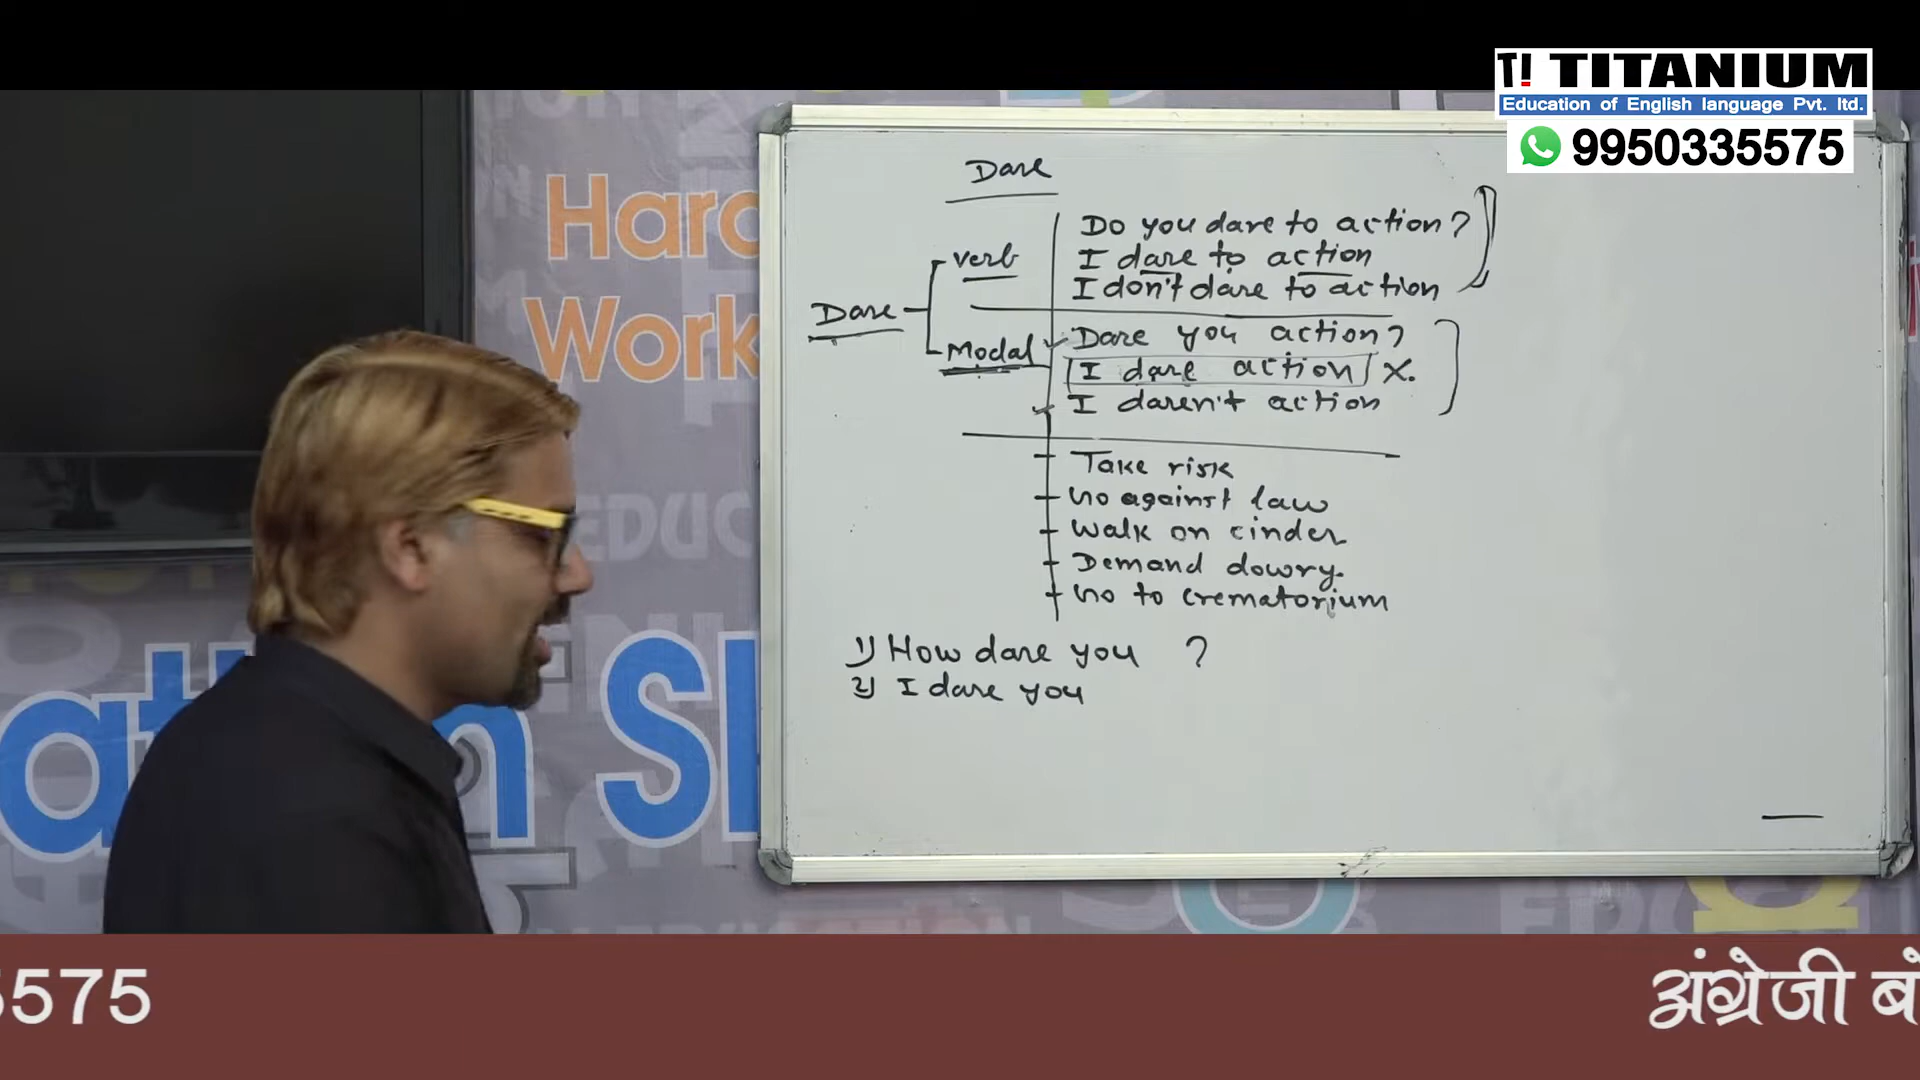 T! TITANIUM
Education of English language Pvt. ltd.
9950335575
Hard
Work
EDUC
Dare
Dare
verb
Modal
Do you dare to action?
I dare to action
I don't dare to action
Dare you action?
I dare action X.
I daren't action
Take risk
Go against law
Walk on cinder
Demand dowry.
Go to crematorium
1) How dare you ?
2) I dare you
5575
अंग्रेजी